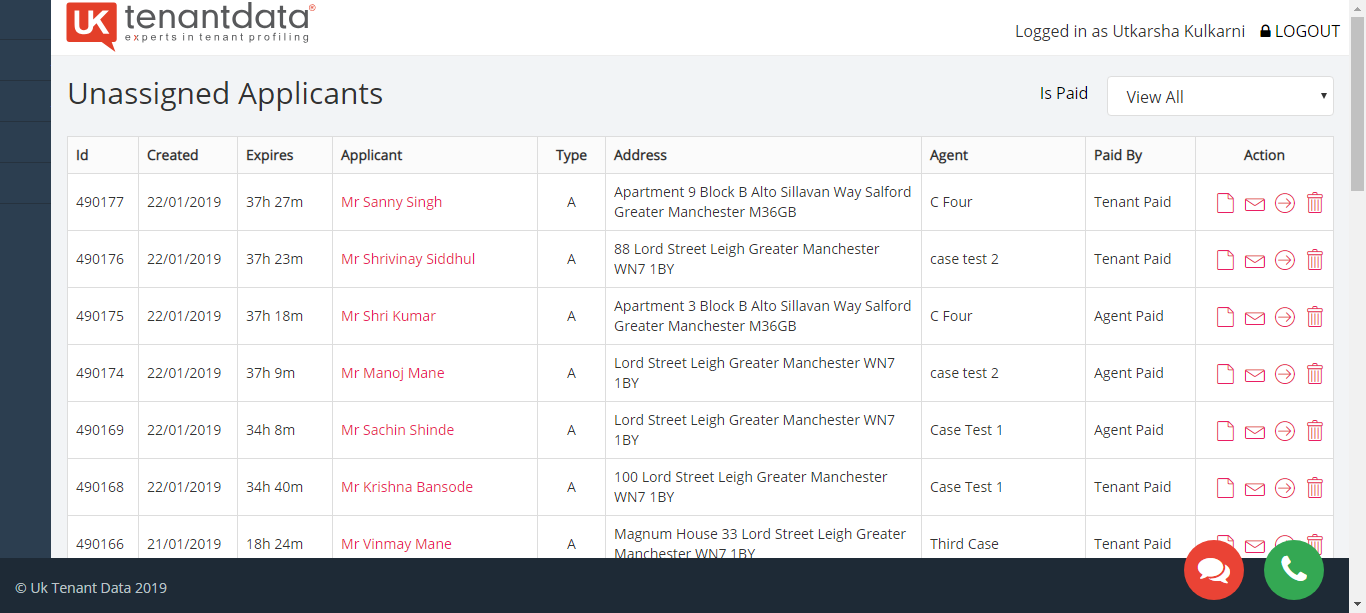 UK tenantdata®
experts in tenant profiling
Logged in as Utkarsha Kulkarni LOGOUT
Unassigned Applicants
Is Paid View All
Id Created Expires Applicant Type Address Agent Paid By Action
490177 22/01/2019 37h 27m Mr Sanny Singh A Apartment 9 Block B Alto Sillavan Way Salford C Four Tenant Paid
Greater Manchester M36GB
490176 22/01/2019 37h 23m Mr Shrivinay Siddhul A 88 Lord Street Leigh Greater Manchester case test 2 Tenant Paid
WN7 1BY
490175 22/01/2019 37h 18m Mr Shri Kumar A Apartment 3 Block B Alto Sillavan Way Salford C Four Agent Paid
Greater Manchester M36GB
490174 22/01/2019 37h 9m Mr Manoj Mane A Lord Street Leigh Greater Manchester WN7 case test 2 Agent Paid
1BY
490169 22/01/2019 34h 8m Mr Sachin Shinde A Lord Street Leigh Greater Manchester WN7 Case Test 1 Agent Paid
1BY
490168 22/01/2019 34h 40m Mr Krishna Bansode A 100 Lord Street Leigh Greater Manchester Case Test 1 Tenant Paid
WN7 1BY
490166 21/01/2019 18h 24m Mr Vinmay Mane A Magnum House 33 Lord Street Leigh Greater Third Case Tenant Paid
Manchester WN7 1BY
© Uk Tenant Data 2019